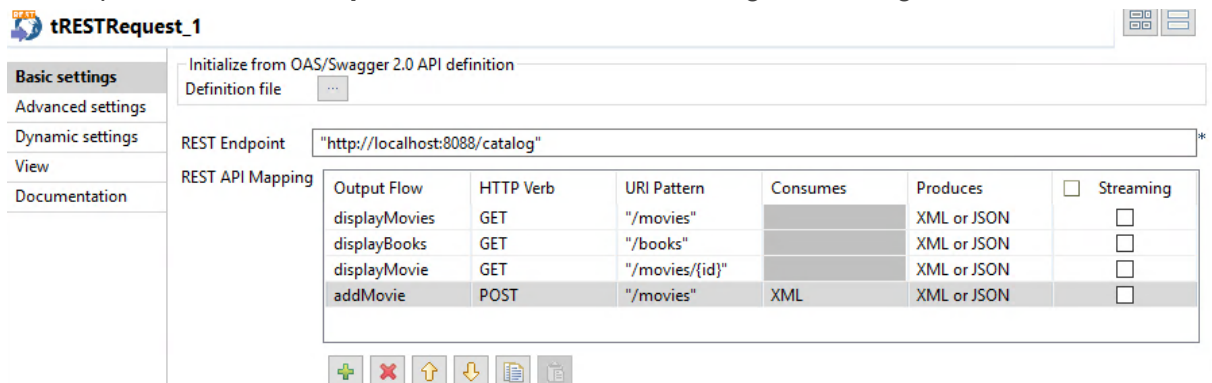 tRESTRequest_1
Basic settings
Advanced settings
Dynamic settings
View
Documentation
Initialize from OAS/Swagger 2.0 API definition
Definition file ...
REST Endpoint "http://localhost:8088/catalog" *
REST API Mapping
Output Flow HTTP Verb URI Pattern Consumes Produces Streaming
displayMovies GET "/movies" XML or JSON
displayBooks GET "/books" XML or JSON
displayMovie GET "/movies/{id}" XML or JSON
addMovie POST "/movies" XML XML or JSON